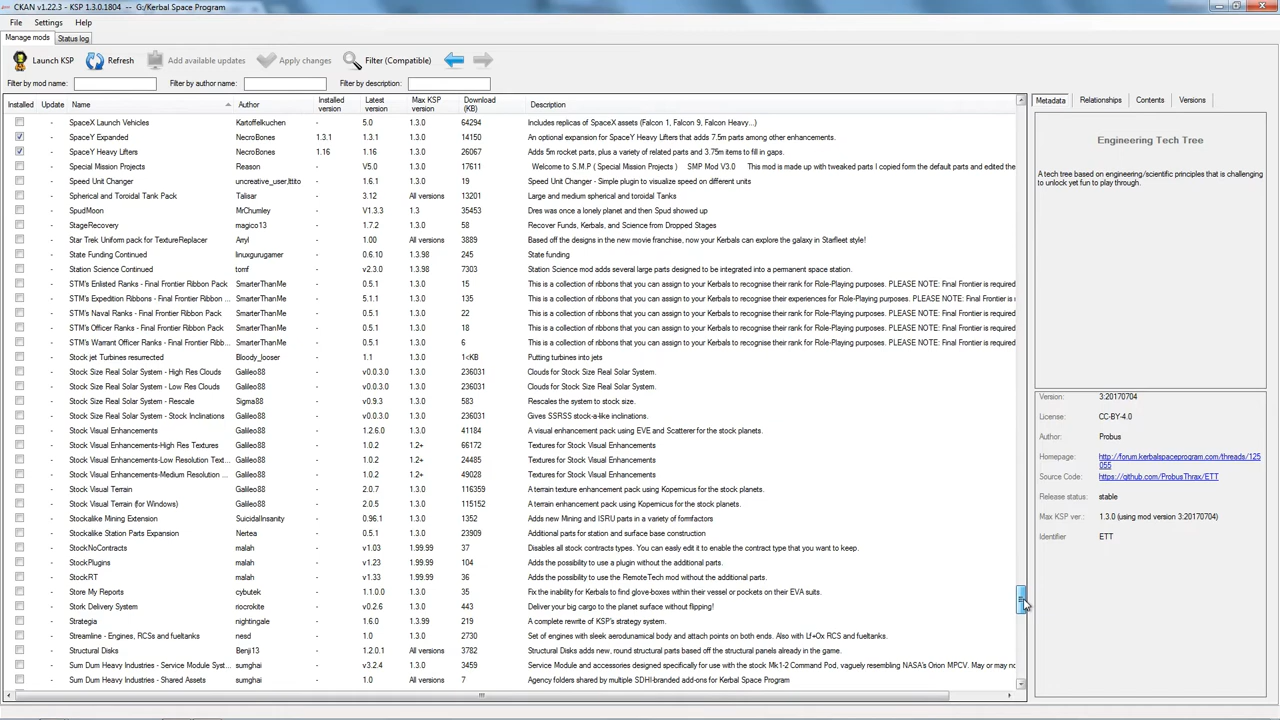 CKAN v1.22.3 - KSP 1.3.0.1804 -- G:/Kerbal Space Program
File Settings Help
Manage mods Status log
Launch KSP Refresh Add available updates Apply changes Filter (Compatible)
Filter by mod name: Filter by author name: Filter by description:
Installed Update Name Author Installed version Latest version Max KSP version Download (KB) Description
SpaceX Launch Vehicles Kartoffelkuchen - 5.0 1.3.0 64294 Includes replicas of SpaceX assets (Falcon 1, Falcon 9, Falcon Heavy...)
SpaceY Expanded NecroBones 1.3.1 1.3.1 1.3.0 14150 An optional expansion for SpaceY Heavy Lifters that adds 7.5m parts among other enhancements.
SpaceY Heavy Lifters NecroBones 1.16 1.16 1.3.0 26067 Adds 5m rocket parts, plus a variety of related parts and 3.75m items to fill in gaps.
- Special Mission Projects Reason - V5.0 1.3.0 17611 Welcome to S.M.P ( Special Mission Projects ) SMP Mod V3.0 This mod is made up with tweaked parts I copied form the default parts and edited the
- Speed Unit Changer uncreative_user,lttito - 1.6.1 1.3.0 19 Speed Unit Changer - Simple plugin to visualize speed on different units
- Spherical and Toroidal Tank Pack Talisar - 3.12 All versions 13201 Large and medium spherical and toroidal Tanks
- SpudMoon MrChumley - V1.3.3 1.3 35453 Dres was once a lonely planet and then Spud showed up
- StageRecovery magico13 - 1.7.2 1.3.0 58 Recover Funds, Kerbals, and Science from Dropped Stages
- Star Trek Uniform pack for TextureReplacer Arryl - 1.00 All versions 3889 Based off the designs in the new movie franchise, now your Kerbals can explore the galaxy in Starfleet style!
- State Funding Continued linuxgurugamer - 0.6.10 1.3.98 245 State funding
- Station Science Continued tomf - v2.3.0 1.3.98 7303 Station Science mod adds several large parts designed to be integrated into a permanent space station.
- STM's Enlisted Ranks - Final Frontier Ribbon Pack SmarterThanMe - 0.5.1 1.3.0 15 This is a collection of ribbons that you can assign to your Kerbals to recognise their rank for Role-Playing purposes. PLEASE NOTE: Final Frontier is required
- STM's Expedition Ribbons - Final Frontier Ribbon ... SmarterThanMe - 5.1.1 1.3.0 135 This is a collection of ribbons that you can assign to your Kerbals to recognise their experiences for Role-Playing purposes. PLEASE NOTE: Final Frontier is
- STM's Naval Ranks - Final Frontier Ribbon Pack SmarterThanMe - 0.5.1 1.3.0 22 This is a collection of ribbons that you can assign to your Kerbals to recognise their rank for Role-Playing purposes. PLEASE NOTE: Final Frontier is required
- STM's Officer Ranks - Final Frontier Ribbon Pack SmarterThanMe - 0.5.1 1.3.0 18 This is a collection of ribbons that you can assign to your Kerbals to recognise their rank for Role-Playing purposes. PLEASE NOTE: Final Frontier is required
- STM's Warrant Officer Ranks - Final Frontier Ribb... SmarterThanMe - 0.5.1 1.3.0 6 This is a collection of ribbons that you can assign to your Kerbals to recognise their rank for Role-Playing purposes. PLEASE NOTE: Final Frontier is required
- Stock jet Turbines resurrected Bloody_looser - 1.1 1.3.0 1<KB Putting turbines into jets
- Stock Size Real Solar System - High Res Clouds Galileo88 - v0.0.3.0 1.3.0 236031 Clouds for Stock Size Real Solar System.
- Stock Size Real Solar System - Low Res Clouds Galileo88 - v0.0.3.0 1.3.0 236031 Clouds for Stock Size Real Solar System.
- Stock Size Real Solar System - Rescale Sigma88 - v0.9.3 1.3.0 583 Rescales the system to stock size.
- Stock Size Real Solar System - Stock Inclinations Galileo88 - v0.0.3.0 1.3.0 236031 Gives SSRSS stock-a-like inclinations.
- Stock Visual Enhancements Galileo88 - 1.2.6.0 1.3.0 41184 A visual enhancement pack using EVE and Scatterer for the stock planets.
- Stock Visual Enhancements-High Res Textures Galileo88 - 1.0.2 1.2+ 66172 Textures for Stock Visual Enhancements
- Stock Visual Enhancements-Low Resolution Text... Galileo88 - 1.0.2 1.2+ 24485 Textures for Stock Visual Enhancements
- Stock Visual Enhancements-Medium Resolution ... Galileo88 - 1.0.2 1.2+ 49028 Textures for Stock Visual Enhancements
- Stock Visual Terrain Galileo88 - 2.0.7 1.3.0 116359 A terrain texture enhancement pack using Kopernicus for the stock planets.
- Stock Visual Terrain (for Windows) Galileo88 - 2.0.5 1.3.0 115152 A terrain enhancement pack using Kopernicus for the stock planets.
- Stockalike Mining Extension SuicidalInsanity - 0.96.1 1.3.0 1352 Adds new Mining and ISRU parts in a variety of formfactors
- Stockalike Station Parts Expansion Nertea - 0.5.1 1.3.0 23909 Additional parts for station and surface base construction
- StockNoContracts malah - v1.03 1.99.99 37 Disables all stock contracts types. You can easily edit it to enable the contract type that you want to keep.
- StockPlugins malah - v1.23 1.99.99 104 Adds the possibility to use a plugin without the additional parts.
- StockRT malah - v1.33 1.99.99 36 Adds the possibility to use the RemoteTech mod without the additional parts.
- Store My Reports cybutek - 1.1.0.0 1.3.0 35 Fix the inability for Kerbals to find glove-boxes within their vessel or pockets on their EVA suits.
- Stork Delivery System riocrokite - v0.2.6 1.3.0 443 Deliver your big cargo to the planet surface without flipping!
- Strategia nightingale - 1.6.0 1.3.99 219 A complete rewrite of KSP's strategy system.
- Streamline - Engines, RCSs and fueltanks nesd - 1.0 1.3.0 2730 Set of engines with sleek aerodynamical body and attach points on both ends. Also with Lf+Ox RCS and fueltanks.
- Structural Disks Benji13 - 1.2.0.1 All versions 3782 Structural Disks adds new, round structural parts based off the structural panels already in the game.
- Sum Dum Heavy Industries - Service Module Syst... sumghai - v3.2.4 1.3.0 3459 Service Module and accessories designed specifically for use with the stock Mk1-2 Command Pod, vaguely resembling NASA's Orion MPCV. May or may no
- Sum Dum Heavy Industries - Shared Assets sumghai - 1.0 All versions 7 Agency folders shared by multiple SDHI-branded add-ons for Kerbal Space Program
Metadata Relationships Contents Versions
Engineering Tech Tree
A tech tree based on engineering/scientific principles that is challenging
to unlock yet fun to play through.
Version: 3:20170704
License: CC-BY-4.0
Author: Probus
Homepage: http://forum.kerbalspaceprogram.com/threads/125
055
Source Code: https://github.com/ProbusThrax/ETT
Release status: stable
Max KSP ver.: 1.3.0 (using mod version 3:20170704)
Identifier ETT